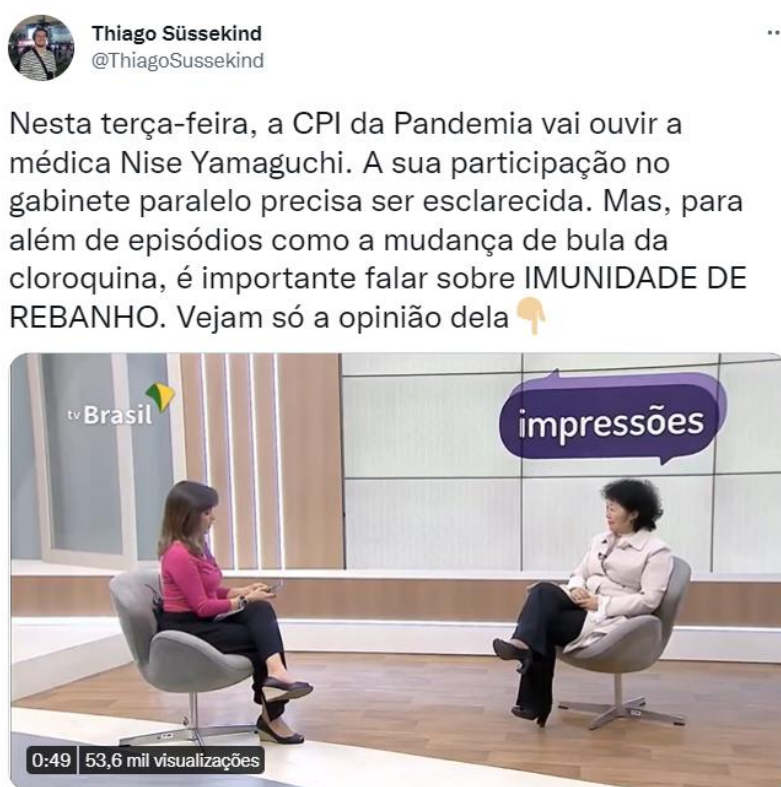 Thiago Süssekind
@ThiagoSussekind
Nesta terça-feira, a CPI da Pandemia vai ouvir a
médica Nise Yamaguchi. A sua participação no
gabinete paralelo precisa ser esclarecida. Mas, para
além de episódios como a mudança de bula da
cloroquina, é importante falar sobre IMUNIDADE DE
REBANHO. Vejam só a opinião dela👇🏼
tv Brasil
impressões
0:49 53,6 mil visualizações